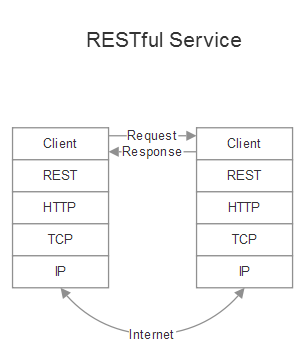 RESTful Service
Client
Request
Response
Client
REST
REST
HTTP
HTTP
TCP
TCP
IP
IP
Internet